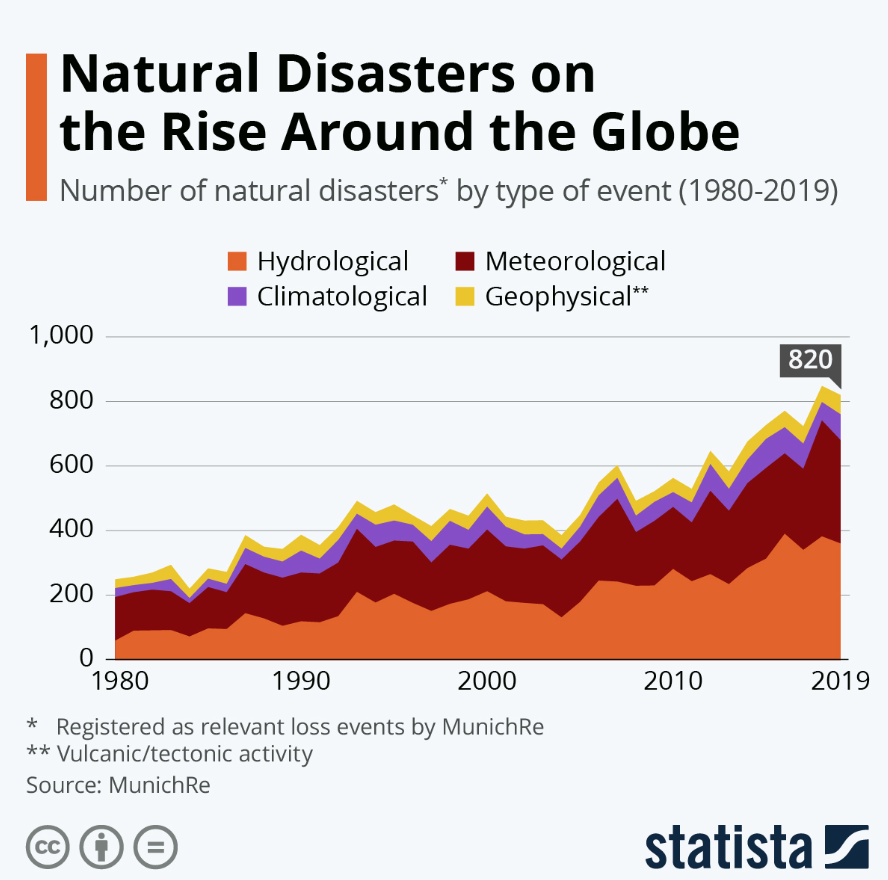 Natural Disasters on
the Rise Around the Globe
Number of natural disasters* by type of event (1980-2019)
Hydrological
Meteorological
Climatological
Geophysical**
1,000
820
800
600
400
200
0
1980
1990
2000
2010
2019
* Registered as relevant loss events by MunichRe
** Vulcanic/tectonic activity
Source: MunichRe
cc
statista